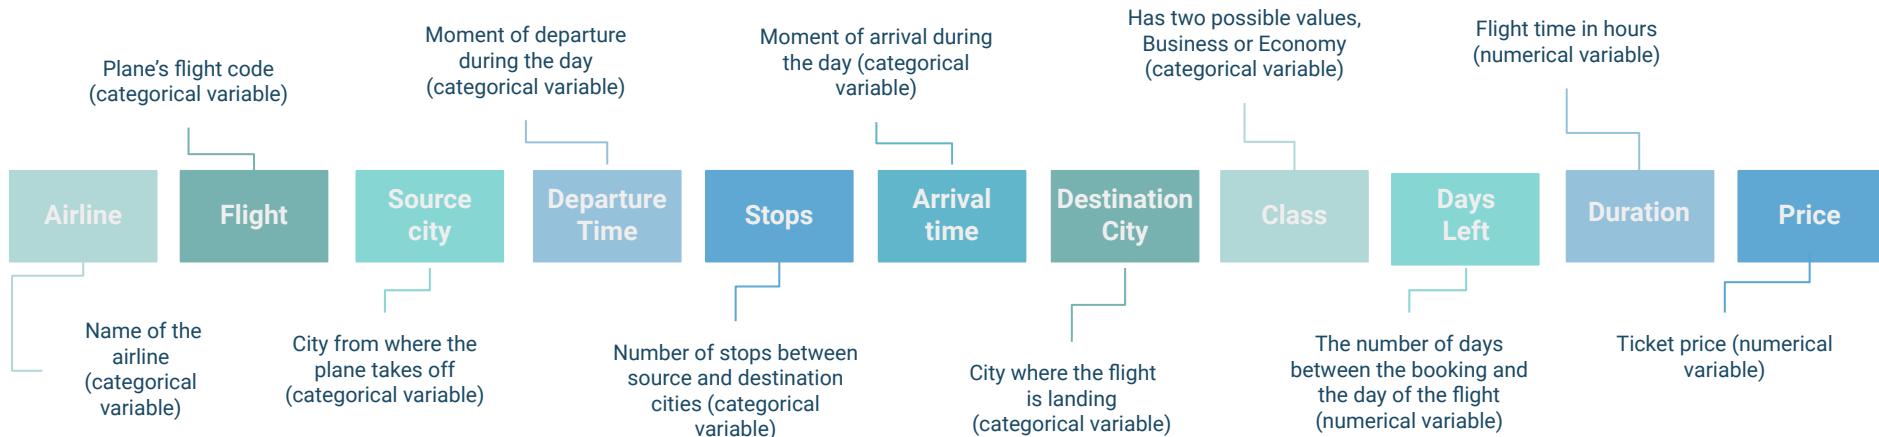 Plane's flight code
(categorical variable)
Moment of departure
during the day
(categorical variable)
Moment of arrival during
the day (categorical
variable)
Has two possible values,
Business or Economy
(categorical variable)
Flight time in hours
(numerical variable)
Airline
Flight
Source
city
Departure
Time
Stops
Arrival
time
Destination
City
Class
Days
Left
Duration
Price
Name of the
airline
(categorical
variable)
City from where the
plane takes off
(categorical variable)
Number of stops between
source and destination
cities (categorical
variable)
City where the flight
is landing
(categorical variable)
The number of days
between the booking and
the day of the flight
(numerical variable)
Ticket price (numerical
variable)